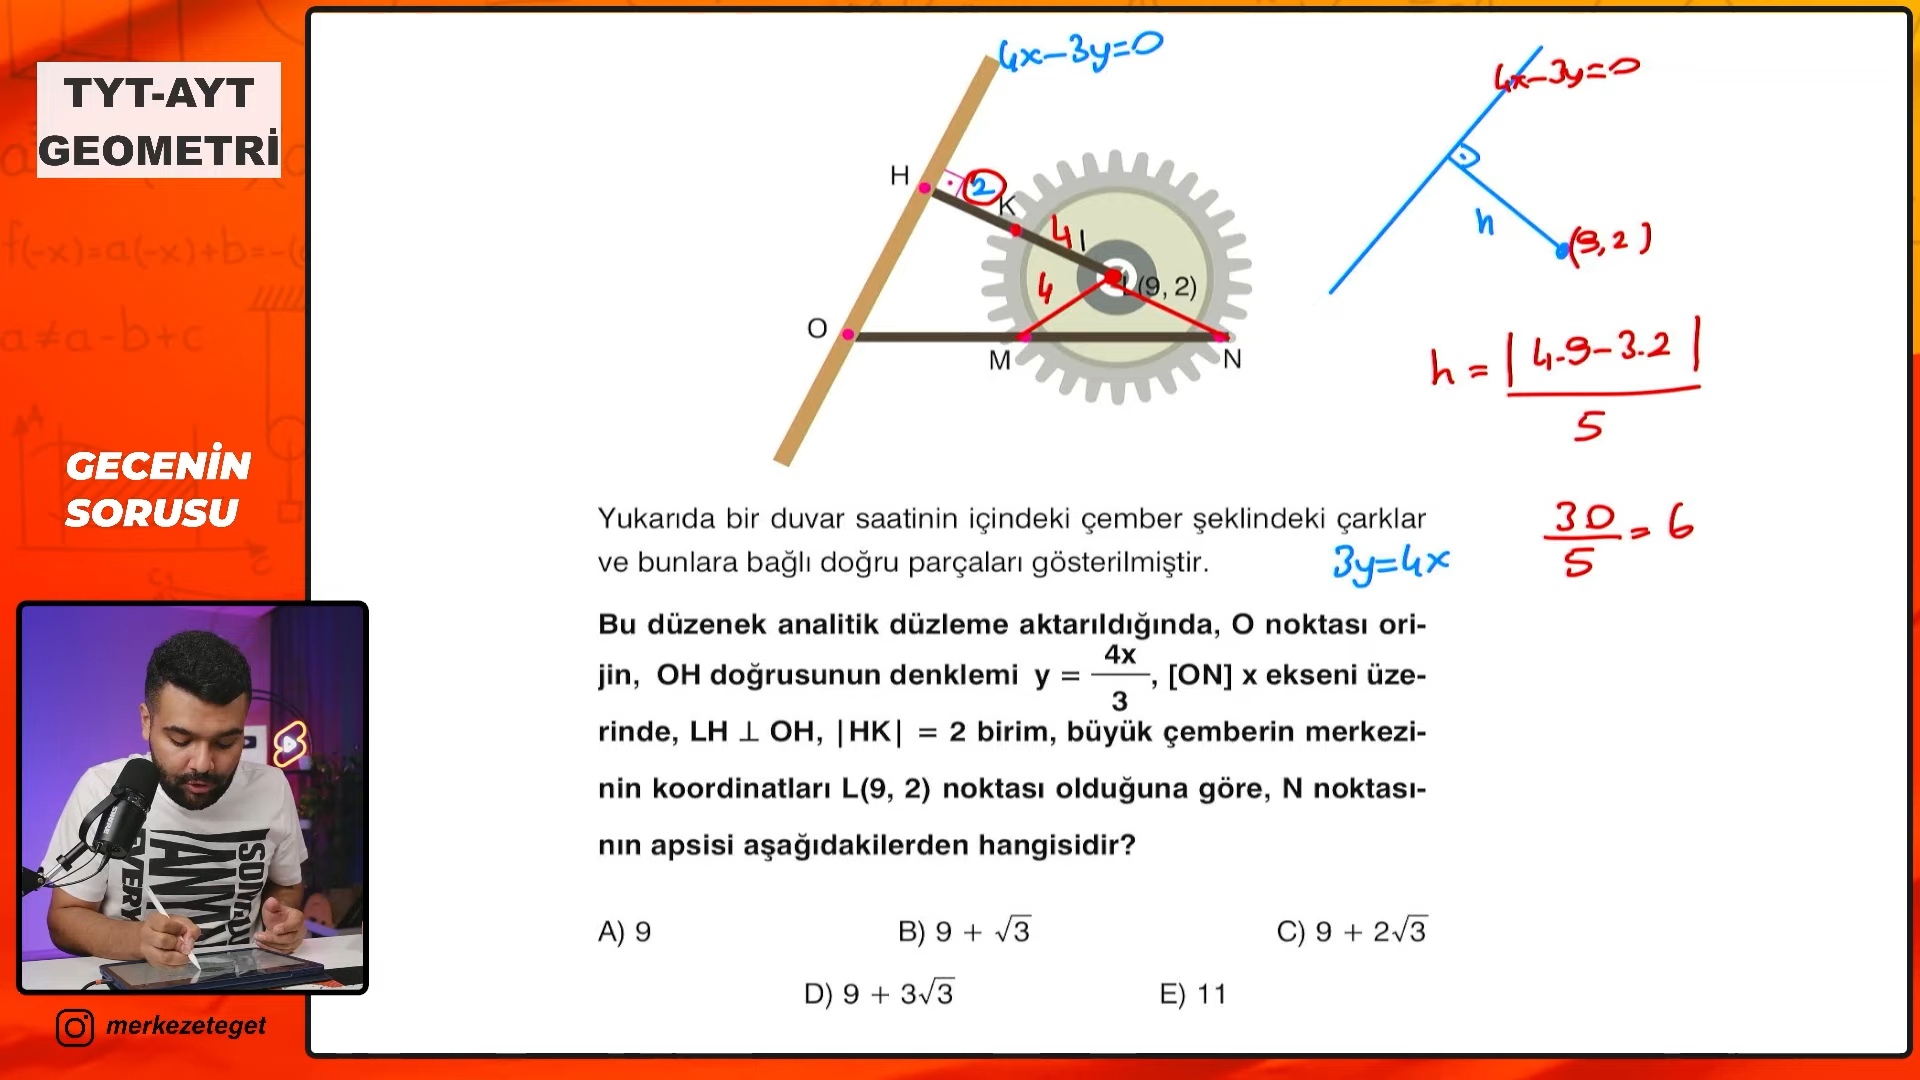 TYT-AYT
GEOMETRİ
GECENİN
SORUSU
merkezeteget
4x-3y=0
H
2
K
4
4
L(9, 2)
O
M
N
4x-3y=0
h
(9,2)
h = |4.9-3.2|
5
30
5
= 6
Yukarıda bir duvar saatinin içindeki çember şeklindeki çarklar
ve bunlara bağlı doğru parçaları gösterilmiştir.
3y=4x
Bu düzenek analitik düzleme aktarıldığında, O noktası ori-
jin, OH doğrusunun denklemi y = 4x/3, [ON] x ekseni üze-
rinde, LH ⊥ OH, |HK| = 2 birim, büyük çemberin merkezi-
nin koordinatları L(9, 2) noktası olduğuna göre, N noktası-
nın apsisi aşağıdakilerden hangisidir?
A) 9
B) 9 + √3
C) 9 + 2√3
D) 9 + 3√3
E) 11